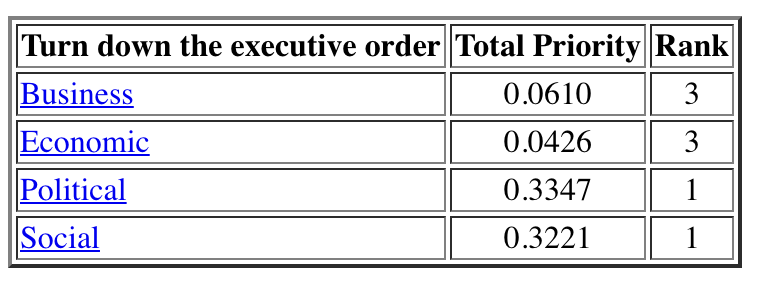 Turn down the executive order Total Priority Rank
Business 0.0610 3
Economic 0.0426 3
Political 0.3347 1
Social 0.3221 1